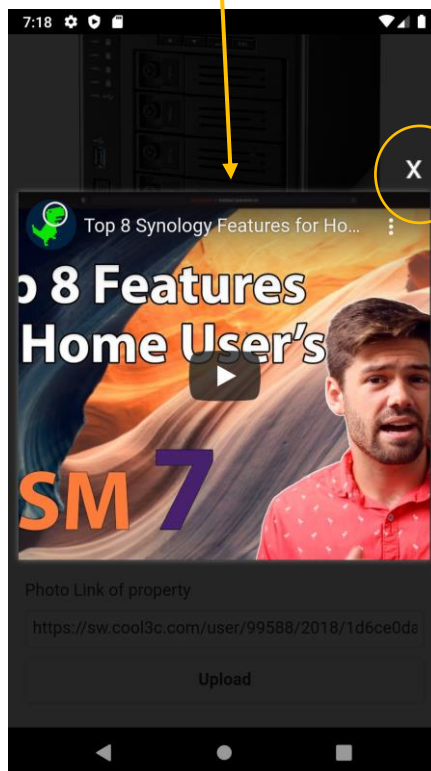 7:18
X
Top 8 Synology Features for Ho...
p 8 Features
Home User's
SM 7
Photo Link of property
https://sw.cool3c.com/user/99588/2018/1d6ce0da
Upload